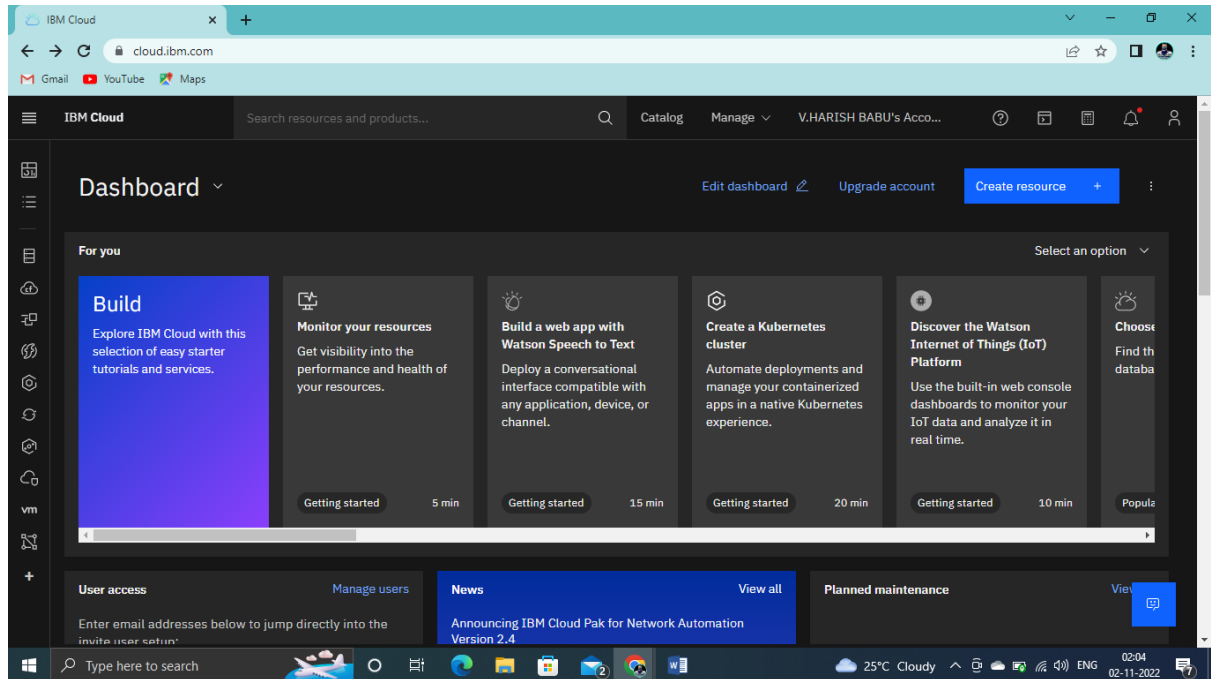 IBM Cloud
cloud.ibm.com
Gmail YouTube Maps
IBM Cloud Search resources and products... Catalog Manage V.HARISH BABU's Acco...
Dashboard Edit dashboard Upgrade account Create resource +
For you Select an option
Build
Explore IBM Cloud with this
selection of easy starter
tutorials and services.
Monitor your resources
Get visibility into the
performance and health of
your resources.
Getting started 5 min
Build a web app with
Watson Speech to Text
Deploy a conversational
interface compatible with
any application, device, or
channel.
Getting started 15 min
Create a Kubernetes
cluster
Automate deployments and
manage your containerized
apps in a native Kubernetes
experience.
Getting started 20 min
Discover the Watson
Internet of Things (IoT)
Platform
Use the built-in web console
dashboards to monitor your
IoT data and analyze it in
real time.
Getting started 10 min
Choose
Find th
databa
Popula
vm
User access Manage users
Enter email addresses below to jump directly into the
invite user setup:
News View all
Announcing IBM Cloud Pak for Network Automation
Version 2.4
Planned maintenance View
Type here to search
25°C Cloudy ENG
02:04
02-11-2022